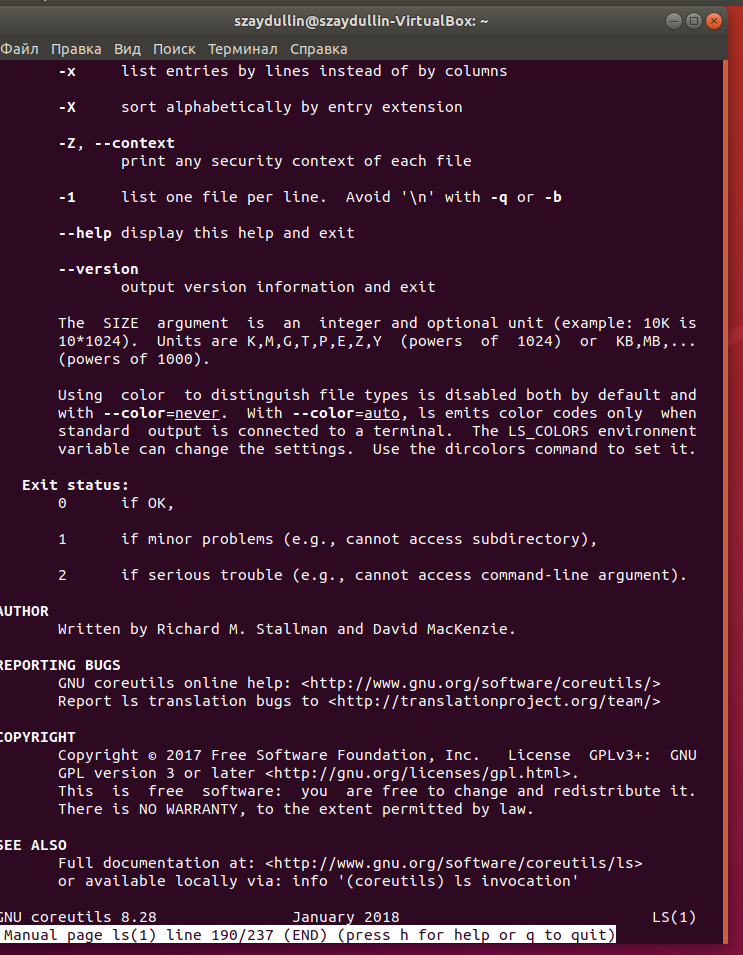 szaydullin@szaydullin-VirtualBox: ~
Файл Правка Вид Поиск Терминал Справка
-x list entries by lines instead of by columns
-X sort alphabetically by entry extension
-Z, --context
print any security context of each file
-1 list one file per line.  Avoid '\n' with -q or -b
--help display this help and exit
--version
output version information and exit
The  SIZE  argument  is  an  integer and optional unit (example: 10K is
10*1024).  Units are K,M,G,T,P,E,Z,Y  (powers  of  1024)  or  KB,MB,...
(powers of 1000).
Using  color  to distinguish file types is disabled both by default and
with --color=never.  With --color=auto, ls emits color codes only  when
standard  output is connected to a terminal.  The LS_COLORS environment
variable can change the settings.  Use the dircolors command to set it.
Exit status:
0 if OK,
1 if minor problems (e.g., cannot access subdirectory),
2 if serious trouble (e.g., cannot access command-line argument).
AUTHOR
Written by Richard M. Stallman and David MacKenzie.
REPORTING BUGS
GNU coreutils online help: <http://www.gnu.org/software/coreutils/>
Report ls translation bugs to <http://translationproject.org/team/>
COPYRIGHT
Copyright © 2017 Free Software Foundation, Inc.   License  GPLv3+:  GNU
GPL version 3 or later <http://gnu.org/licenses/gpl.html>.
This  is  free  software:  you  are free to change and redistribute it.
There is NO WARRANTY, to the extent permitted by law.
SEE ALSO
Full documentation at: <http://www.gnu.org/software/coreutils/ls>
or available locally via: info '(coreutils) ls invocation'
GNU coreutils 8.28 January 2018 LS(1)
Manual page ls(1) line 190/237 (END) (press h for help or q to quit)